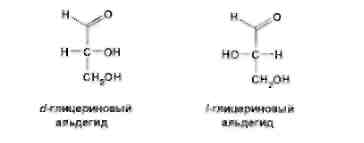 H O H O
H—C—OH HO—C—H
CH₂OH CH₂OH
d-глицериновый l-глицериновый
альдегид альдегид